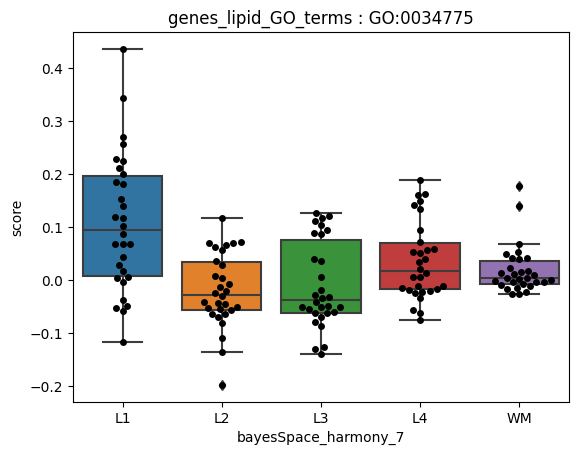 genes_lipid_GO_terms : GO:0034775
score
0.4
0.3
0.2
0.1
0.0
−0.1
−0.2
L1 L2 L3 L4 WM
bayesSpace_harmony_7